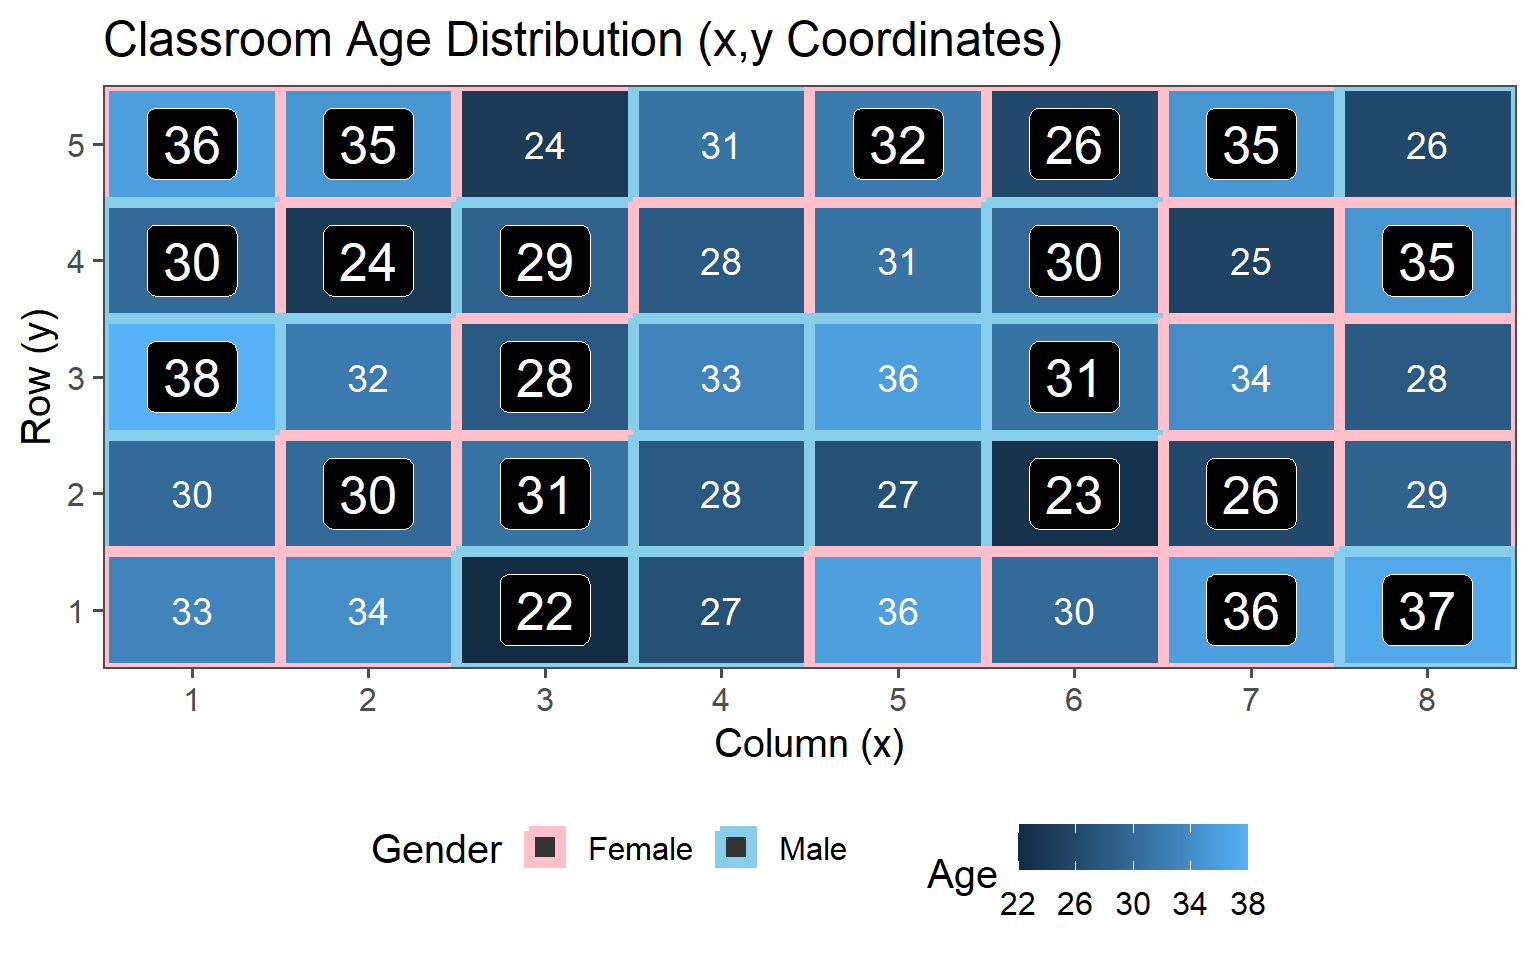 Classroom Age Distribution (x,y Coordinates)
5 36 35 24 31 32 26 35 26
4 30 24 29 28 31 30 25 35
Row (y)
3 38 32 28 33 36 31 34 28
2 30 30 31 28 27 23 26 29
1 33 34 22 27 36 30 36 37
1 2 3 4 5 6 7 8
Column (x)
Gender Female Male
Age
22 26 30 34 38